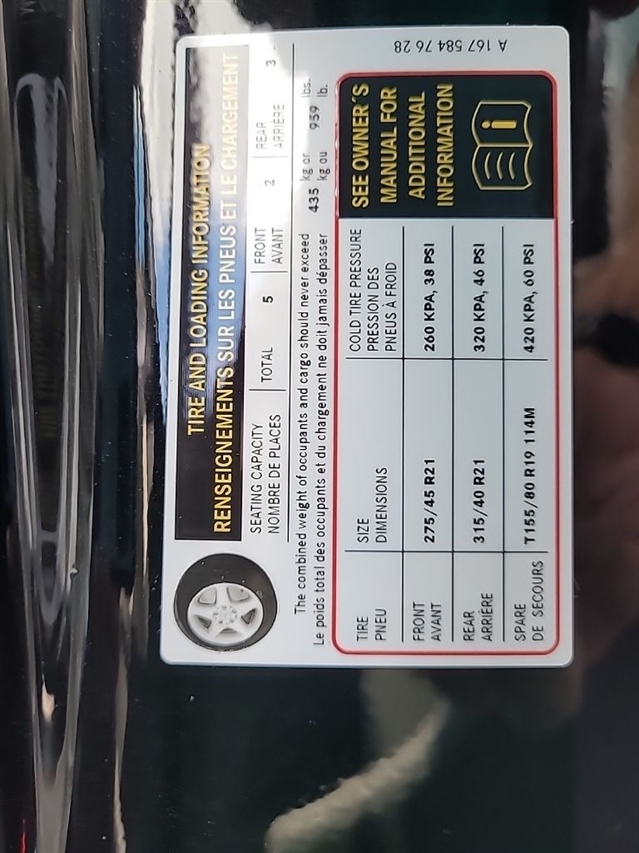 TIRE AND LOADING INFORMATION
RENSEIGNEMENTS SUR LES PNEUS ET LE CHARGEMENT
SEATING CAPACITY
NOMBRE DE PLACES
TOTAL 5
FRONT
AVANT
2
REAR
ARRIÈRE
3
The combined weight of occupants and cargo should never exceed
Le poids total des occupants et du chargement ne doit jamais dépasser
435 kg or
kg ou
959 lbs.
lb.
TIRE
PNEU
SIZE
DIMENSIONS
COLD TIRE PRESSURE
PRESSION DES
PNEUS A FROID
FRONT
AVANT
275/45 R21
260 KPA, 38 PSI
REAR
ARRIÈRE
315/40 R21
320 KPA, 46 PSI
SPARE
DE SECOURS
T155/80 R19 114M
420 KPA, 60 PSI
SEE OWNER'S
MANUAL FOR
ADDITIONAL
INFORMATION
i
A 167 584 76 28